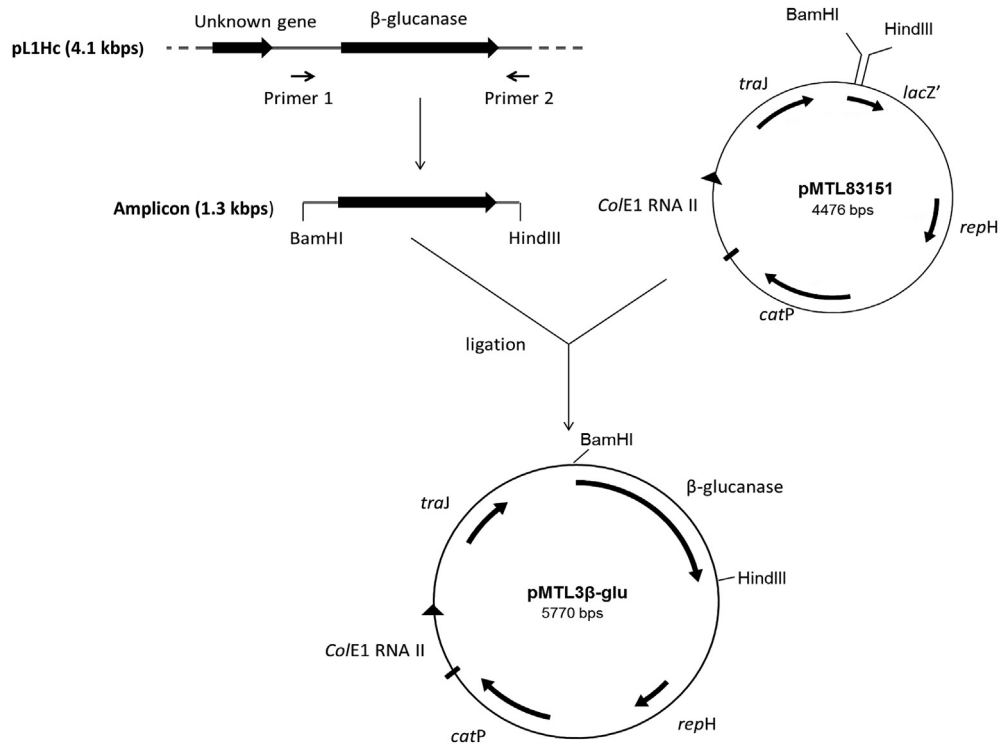 Unknown gene
β-glucanase
pL1Hc (4.1 kbps)
Primer 1
Primer 2
Amplicon (1.3 kbps)
BamHI
HindIII
BamHI
HindIII
traJ
lacZ’
pMTL83151
4476 bps
ColE1 RNA II
repH
catP
ligation
BamHI
traJ
β-glucanase
HindIII
pMTL3β-glu
5770 bps
ColE1 RNA II
repH
catP